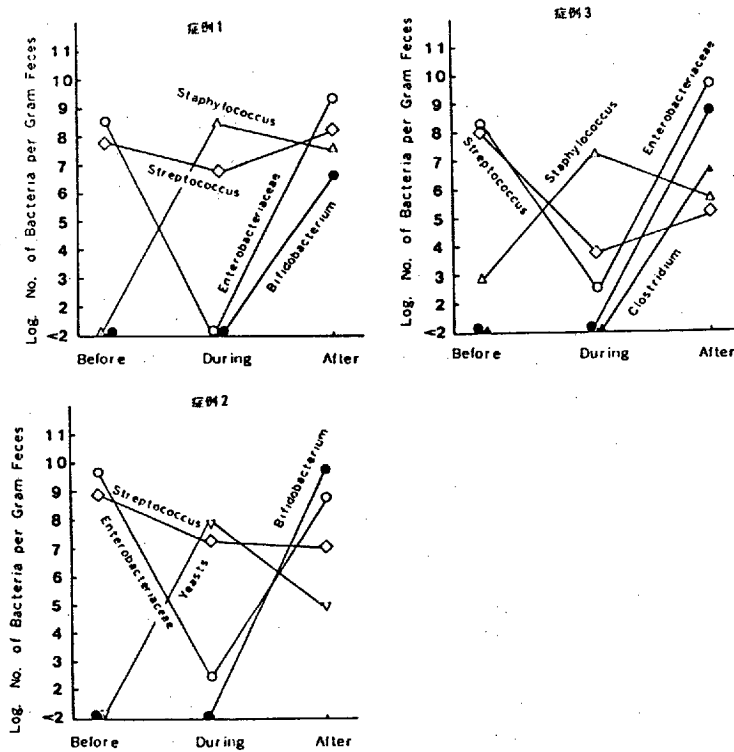 症例1
Log. No. of Bacteria per Gram Feces
11
10
9
8
7
6
5
4
3
2
<2
Staphylococcus
Streptococcus
Enterobacteriaceae
Bifidobacterium
Before During After
症例3
Log. No. of Bacteria per Gram Feces
11
10
9
8
7
6
5
4
3
2
<2
Streptococcus
Staphylococcus
Enterobacteriaceae
Clostridium
Before During After
症例2
Log. No. of Bacteria per Gram Feces
11
10
9
8
7
6
5
4
3
2
<2
Streptococcus
Enterobacteriaceae
Yeasts
Bifidobacterium
Before During After